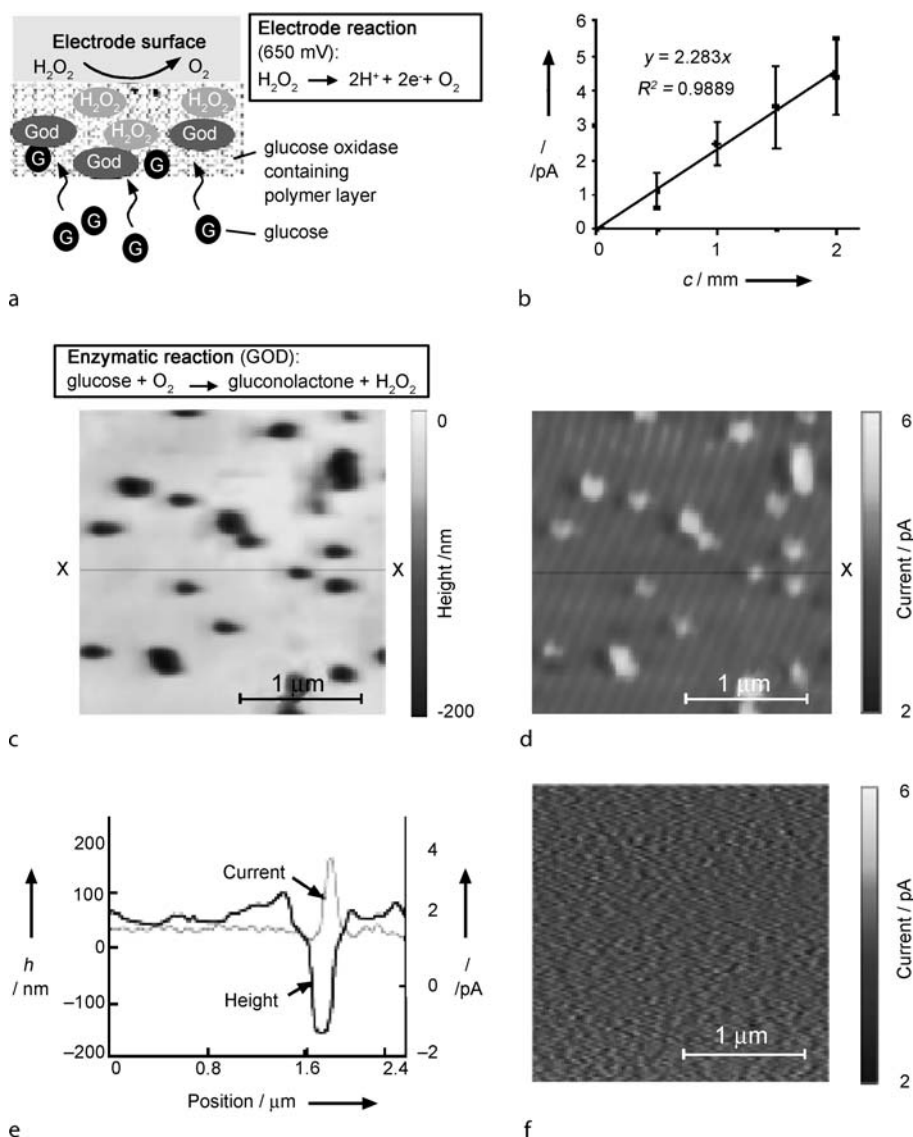 Electrode surface
H₂O₂ O₂
H₂O₂ H₂O₂
God H₂O₂ God
G God G
G G G G
glucose oxidase
containing
polymer layer
glucose
Electrode reaction
(650 mV):
H₂O₂ → 2H⁺ + 2e⁻ + O₂
a
6
5
4
3
2
1
0
y = 2.283x
R² = 0.9889
I
/pA
0 1 2
c / mm
b
Enzymatic reaction (GOD):
glucose + O₂ → gluconolactone + H₂O₂
0
Height /nm
-200
X X
1 μm
c
6
Current / pA
2
X
1 μm
d
200
100
0
–100
–200
h
/ nm
Current
Height
4
2
0
–2
/
/pA
0 0.8 1.6 2.4
Position / μm
e
6
Current / pA
2
1 μm
f